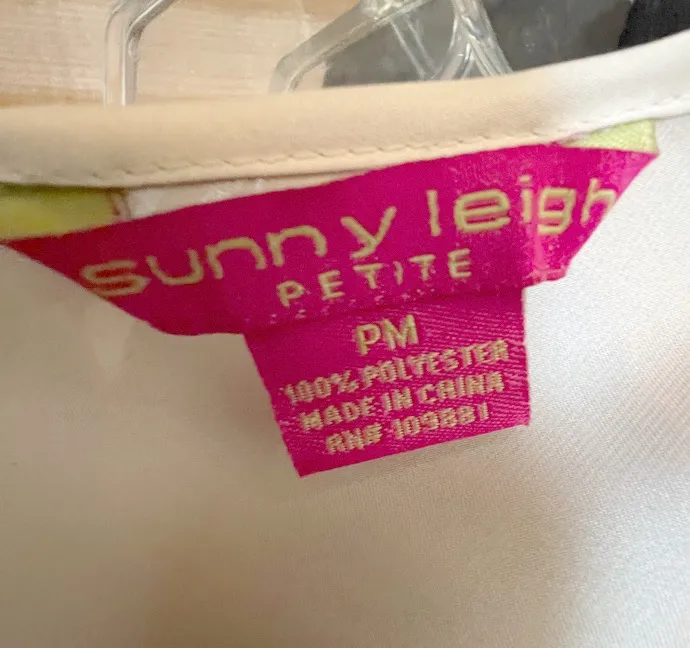 sunny leigh
PETITE
PM
100% POLYESTER
MADE IN CHINA
RN# 109881